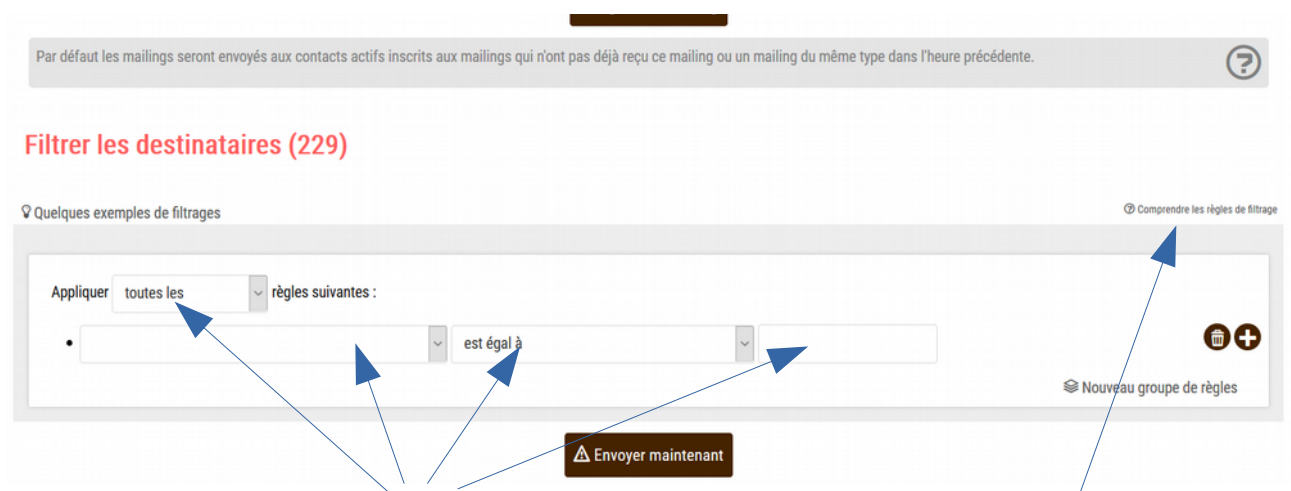 Par défaut les mailings seront envoyés aux contacts actifs inscrits aux mailings qui n'ont pas déjà reçu ce mailing ou un mailing du même type dans l'heure précédente.
Filtrer les destinataires (229)
Quelques exemples de filtrages
Comprendre les règles de filtrage
Appliquer toutes les règles suivantes :
est égal à
Nouveau groupe de règles
Envoyer maintenant